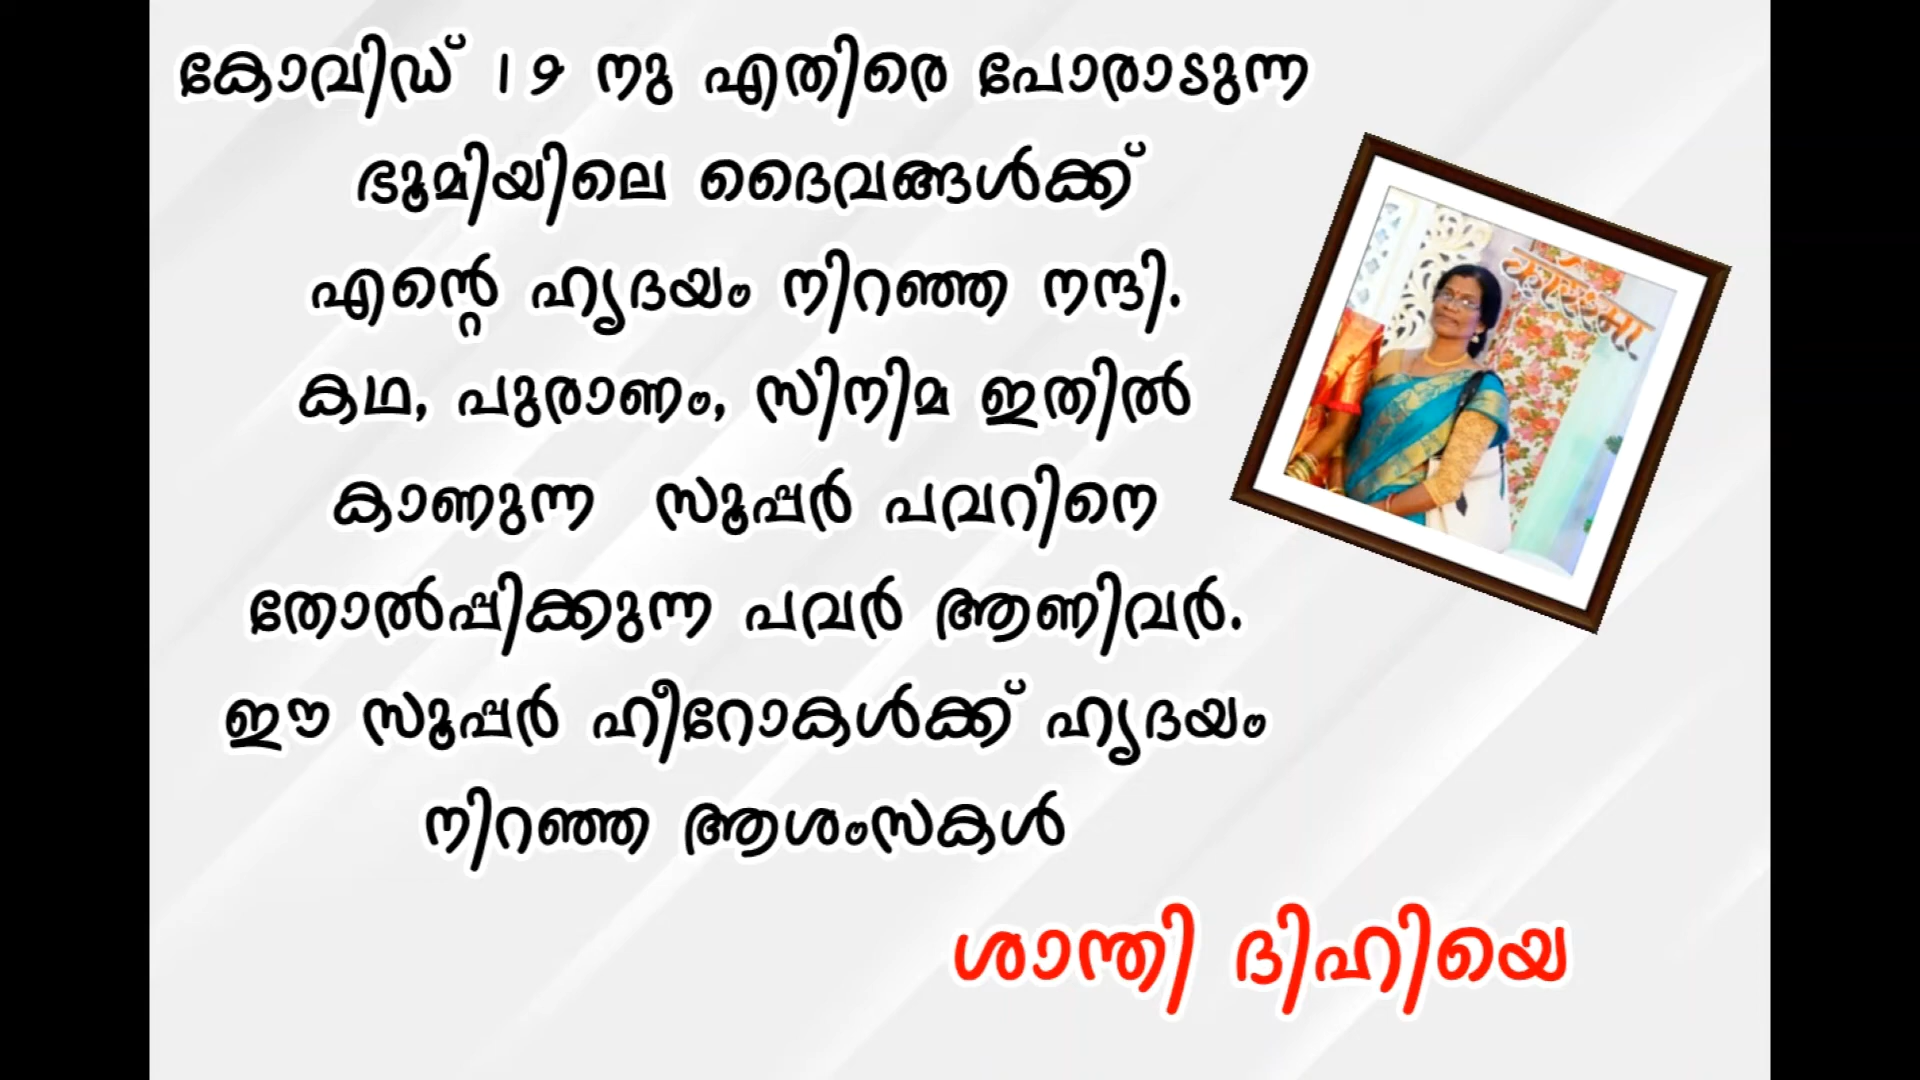 കോവിഡ് 19 നു എതിരെ പോരാടുന്ന
ഭൂമിയിലെ ദൈവങ്ങൾക്ക്
എന്റെ ഹൃദയം നിറഞ്ഞ നന്ദി.
കഥ, പുരാണം, സിനിമ ഇതിൽ
കാണുന്ന സൂപ്പർ പവറിനെ
തോൽപ്പിക്കുന്ന പവർ ആണിവർ.
ഈ സൂപ്പർ ഹീറോകൾക്ക് ഹൃദയം
നിറഞ്ഞ ആശംസകൾ
ശാന്തി ദിഹിയെ